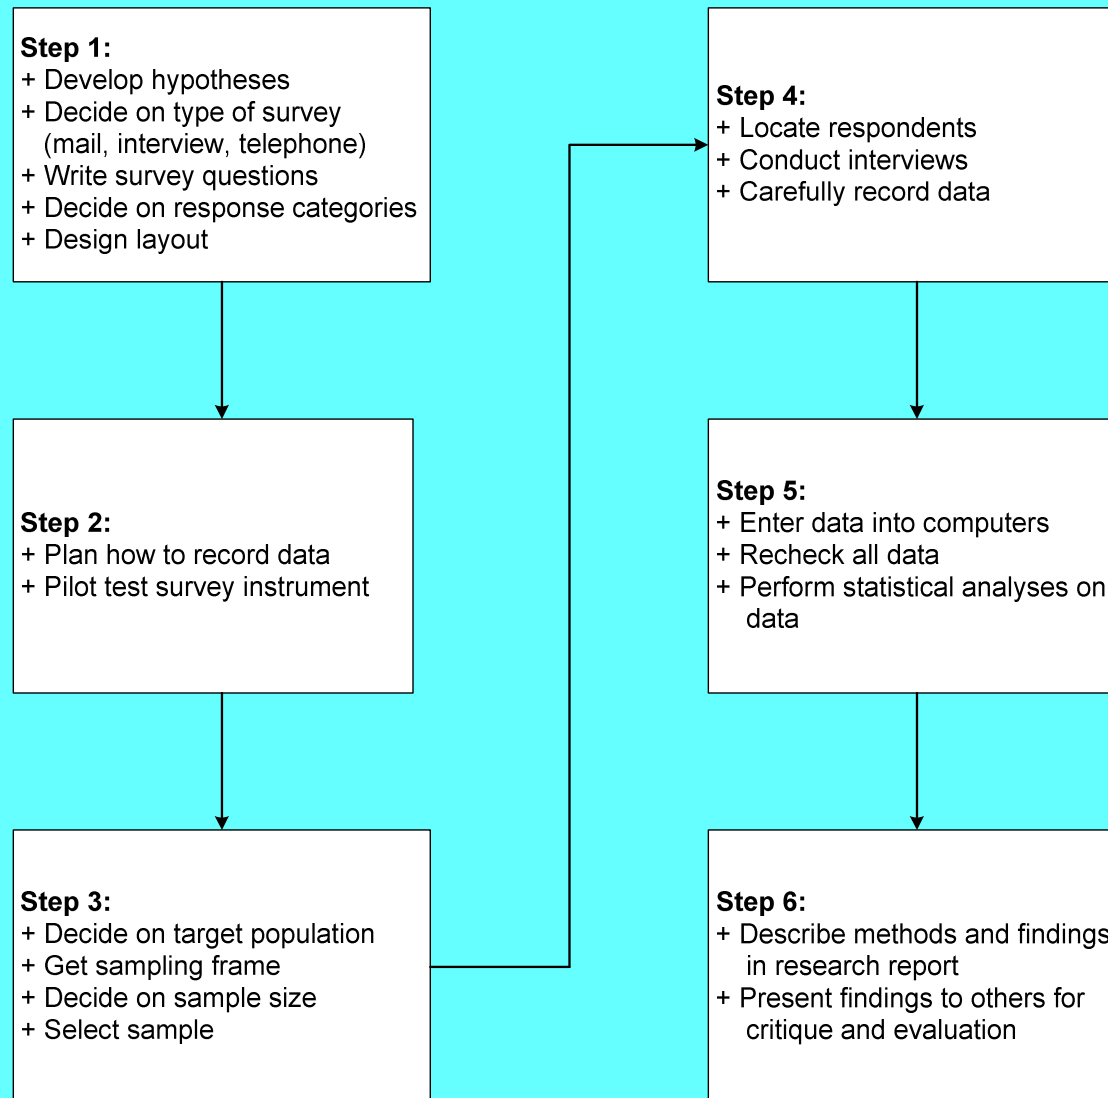 Step 1:
+ Develop hypotheses
+ Decide on type of survey
(mail, interview, telephone)
+ Write survey questions
+ Decide on response categories
+ Design layout
Step 2:
+ Plan how to record data
+ Pilot test survey instrument
Step 3:
+ Decide on target population
+ Get sampling frame
+ Decide on sample size
+ Select sample
Step 4:
+ Locate respondents
+ Conduct interviews
+ Carefully record data
Step 5:
+ Enter data into computers
+ Recheck all data
+ Perform statistical analyses on
data
Step 6:
+ Describe methods and findings
in research report
+ Present findings to others for
critique and evaluation